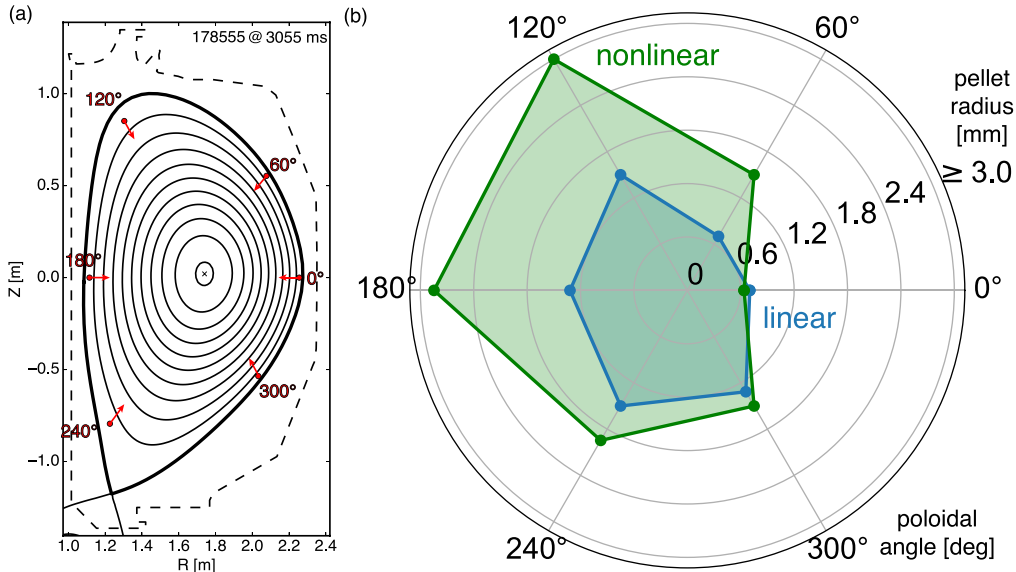 (a)
178555 @ 3055 ms
120°
60°
180°
0°
240°
300°
1.0
0.5
0.0
−0.5
−1.0
Z [m]
1.0 1.2 1.4 1.6 1.8 2.0 2.2 2.4
R [m]
(b)
120°
60°
nonlinear
pellet
radius
[mm]
≧ 3.0
2.4
1.8
1.2
0.6
0
180°
0°
linear
240°
300°
poloidal
angle [deg]